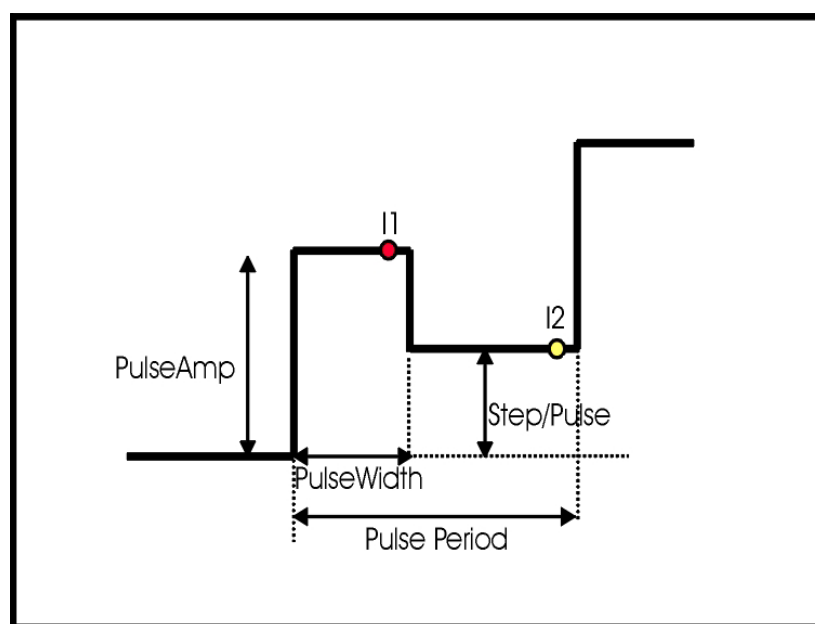 I1
I2
PulseAmp
Step/Pulse
PulseWidth
Pulse Period